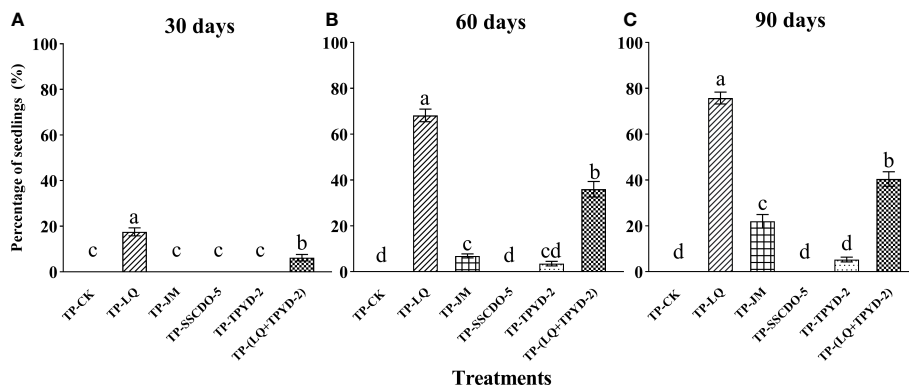 A
30 days
Percentage of seedlings (%)
100
80
60
40
20
0
c
a
c
c
c
b
TP-CK
TP-LQ
TP-JM
TP-SSCDO-5
TP-TPYD-2
TP-(LQ+TPYD-2)
B
60 days
100
80
60
40
20
0
d
a
c
d
cd
b
TP-CK
TP-LQ
TP-JM
TP-SSCDO-5
TP-TPYD-2
TP-(LQ+TPYD-2)
C
90 days
100
80
60
40
20
0
d
a
c
d
d
b
TP-CK
TP-LQ
TP-JM
TP-SSCDO-5
TP-TPYD-2
TP-(LQ+TPYD-2)
Treatments